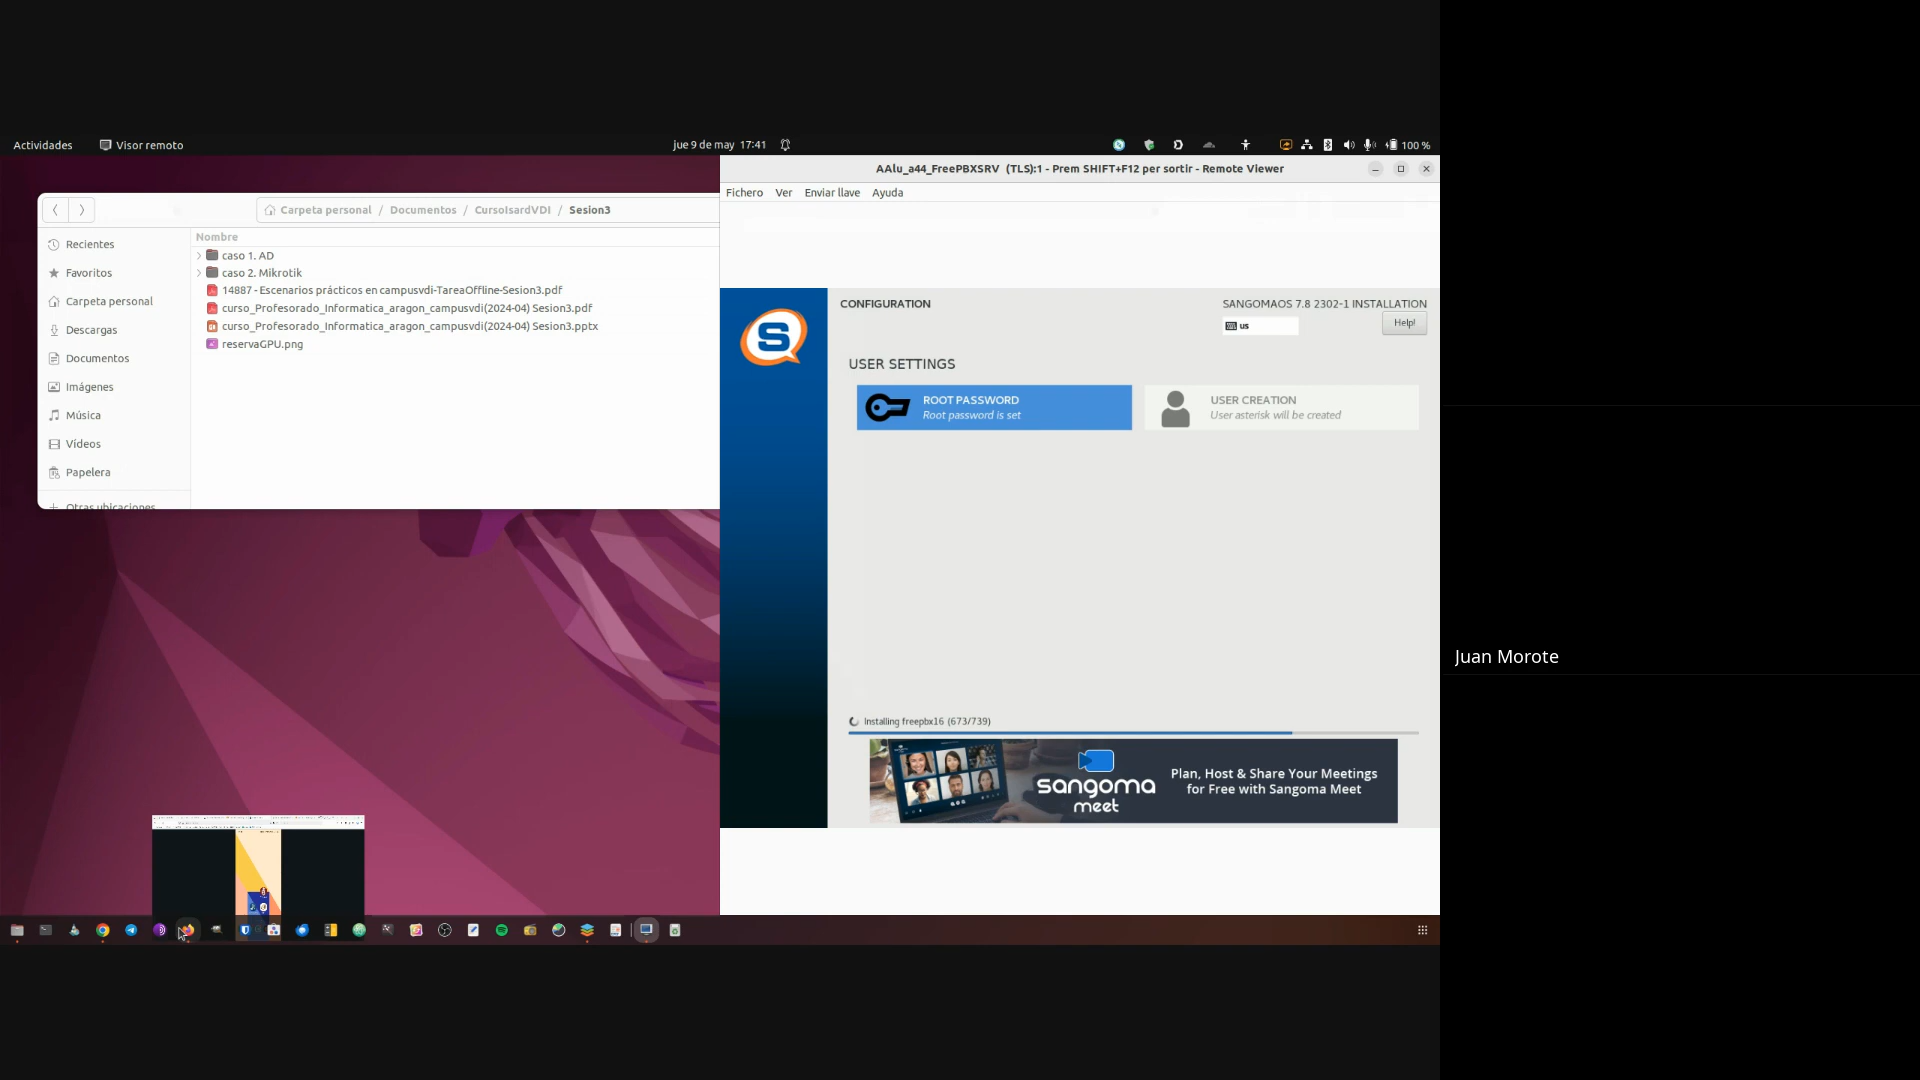 Actividades
Visor remoto
jue 9 de may 17:41
100 %
Carpeta personal / Documentos / CursoIsardVDI / Sesion3
Recientes
Favoritos
Carpeta personal
Descargas
Documentos
Imágenes
Música
Vídeos
Papelera
Otras ubicaciones
Nombre
caso 1. AD
caso 2. Mikrotik
14887 - Escenarios prácticos en campusvdi-TareaOffline-Sesion3.pdf
curso_Profesorado_Informatica_aragon_campusvdi(2024-04) Sesion3.pdf
curso_Profesorado_Informatica_aragon_campusvdi(2024-04) Sesion3.pptx
reservaGPU.png
AAlu_a44_FreePBXSRV (TLS):1 - Prem SHIFT+F12 per sortir - Remote Viewer
Fichero Ver Enviar llave Ayuda
CONFIGURATION
SANGOMAOS 7.8 2302-1 INSTALLATION
us
Help!
USER SETTINGS
ROOT PASSWORD
Root password is set
USER CREATION
User asterisk will be created
Installing freepbx16 (673/739)
sangoma
meet
Plan, Host & Share Your Meetings
for Free with Sangoma Meet
Juan Morote